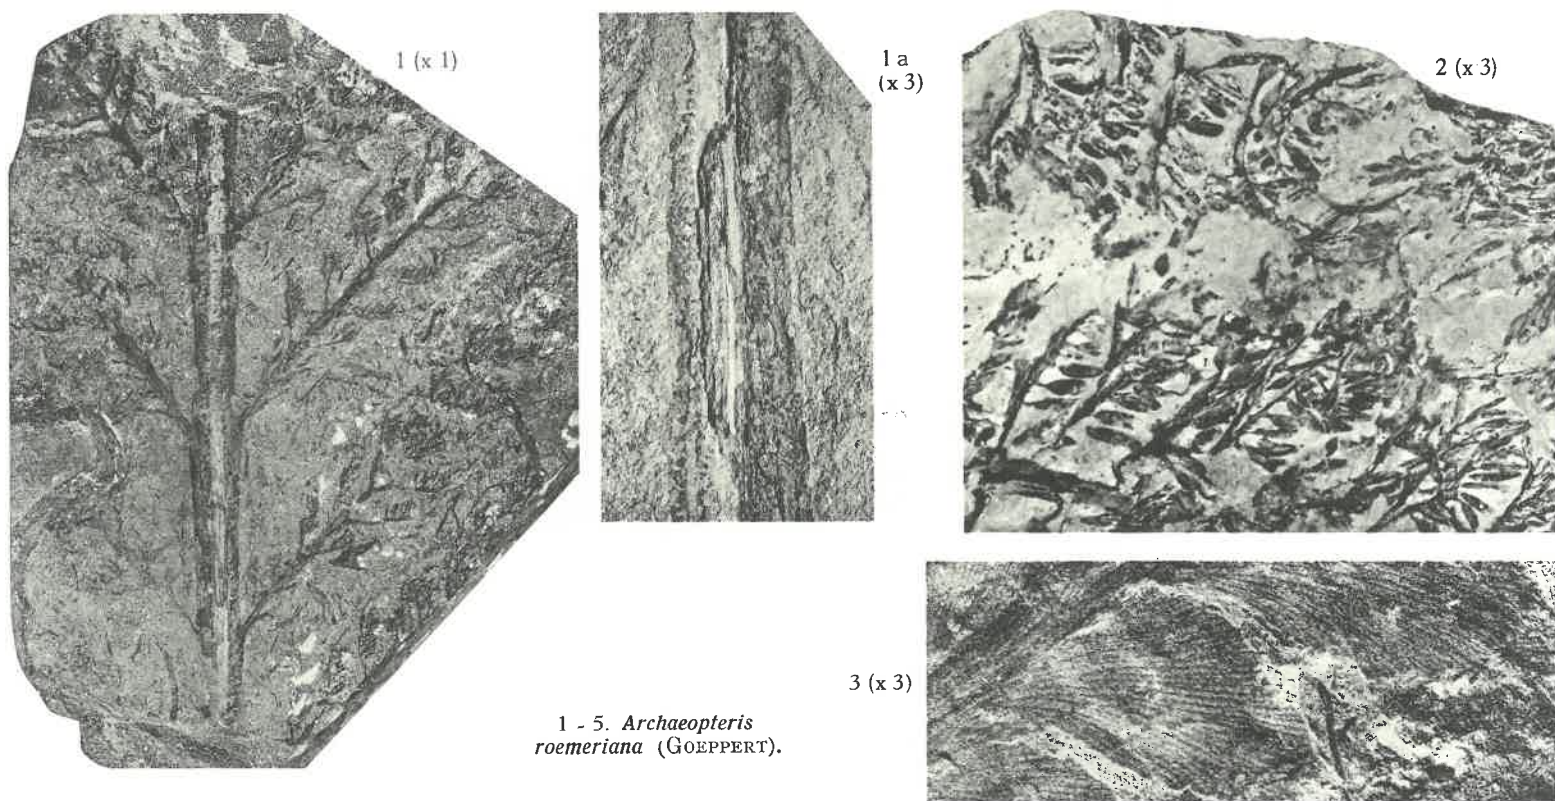 1 (x 1)
1 a
(x 3)
2 (x 3)
3 (x 3)
1 - 5. Archaeopteris
roemeriana (GOEPPERT).